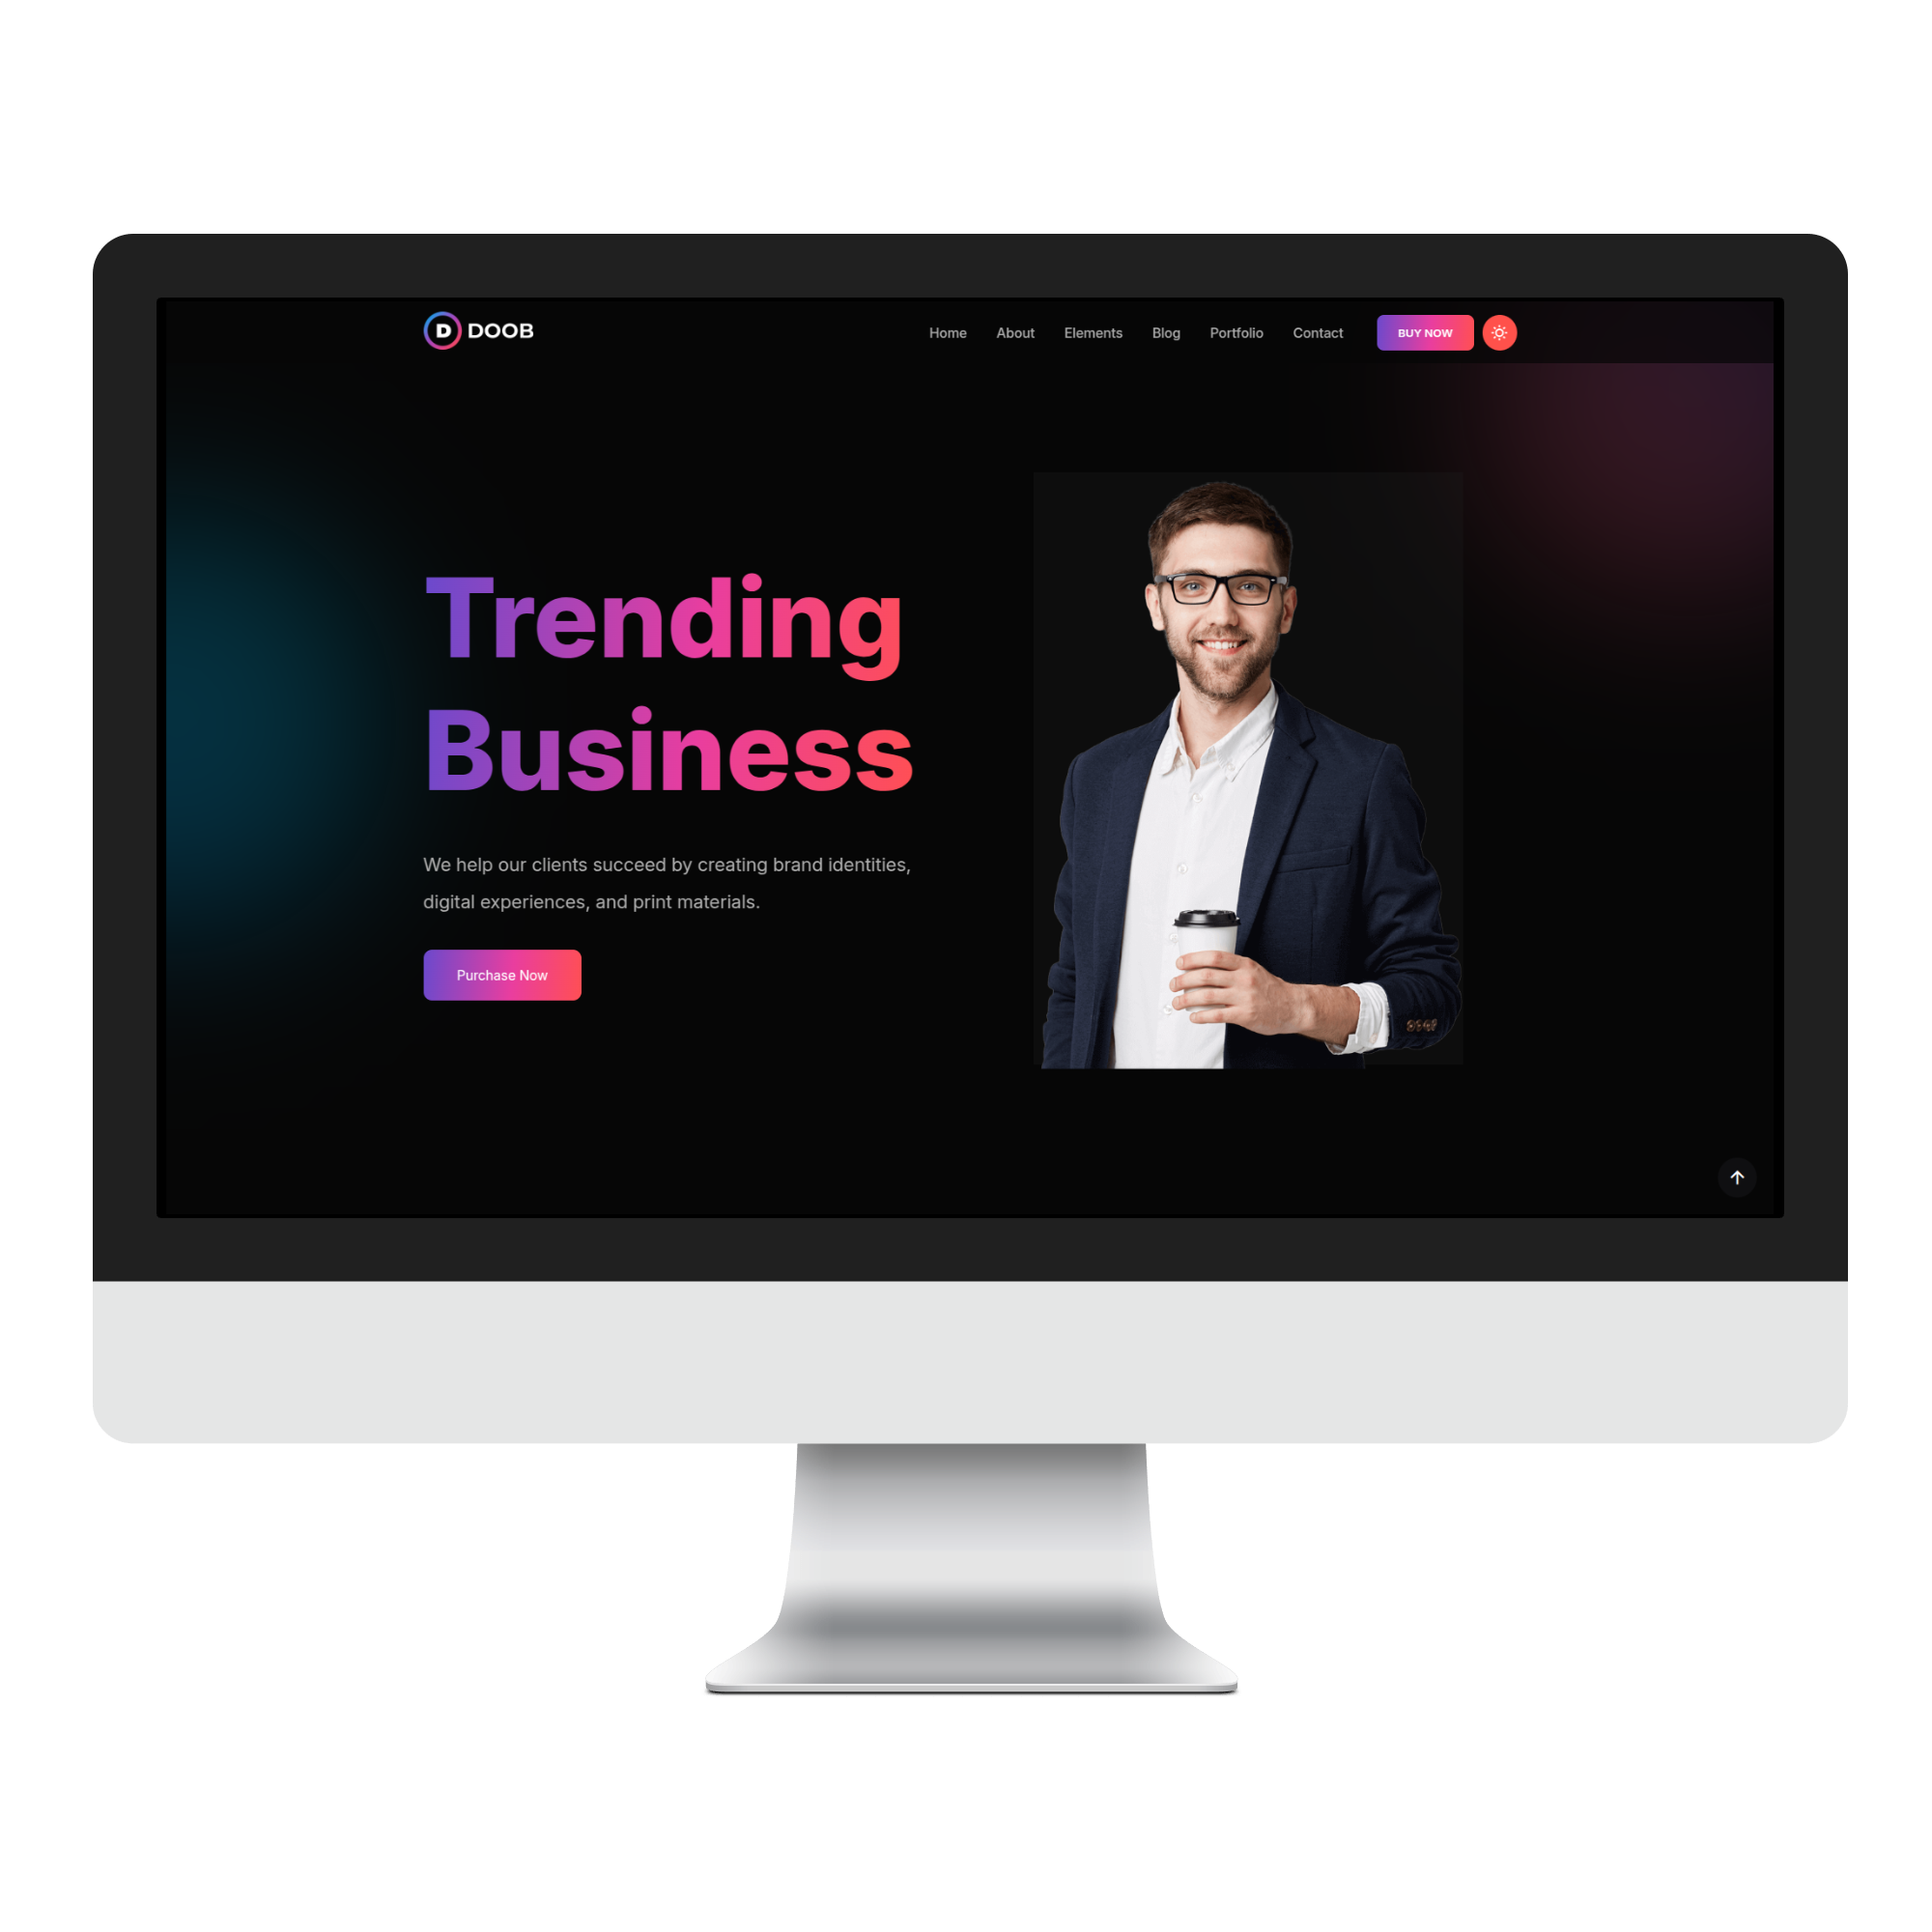 D DOOB
Home About Elements Blog Portfolio Contact BUY NOW
Trending
Business
We help our clients succeed by creating brand identities,
digital experiences, and print materials.
Purchase Now